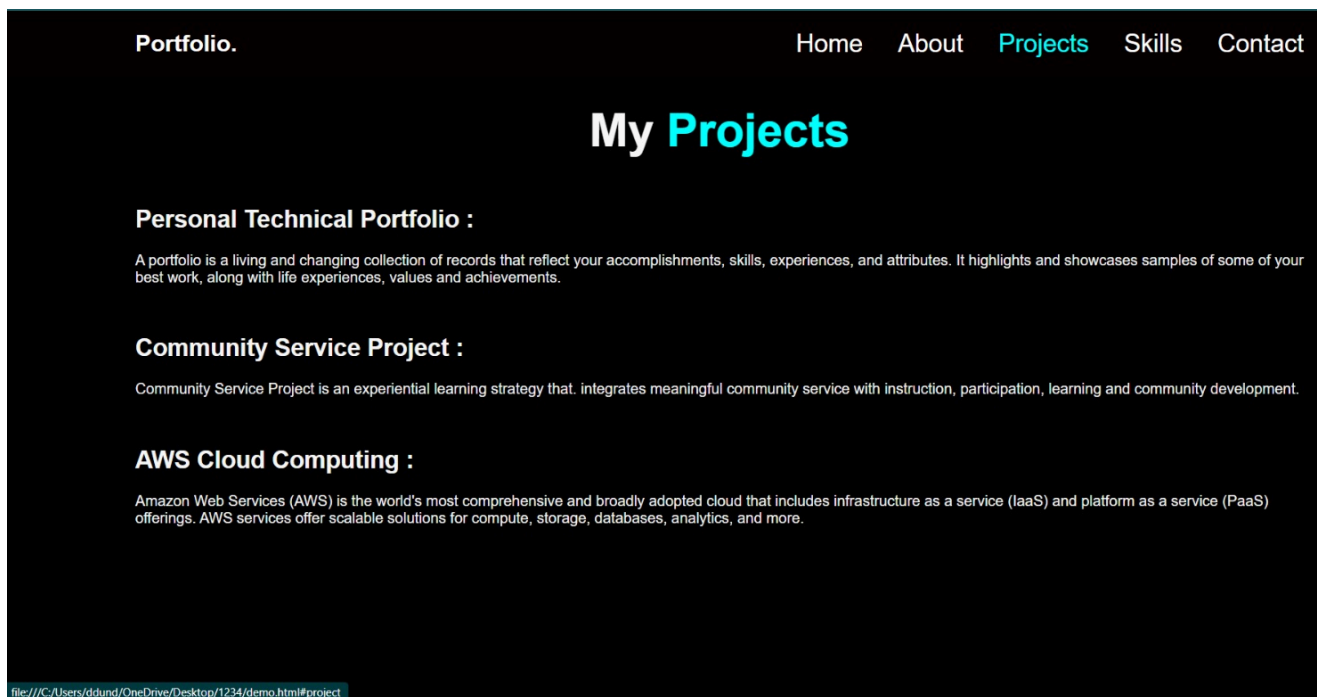 Portfolio.
Home About Projects Skills Contact
My Projects
Personal Technical Portfolio :
A portfolio is a living and changing collection of records that reflect your accomplishments, skills, experiences, and attributes. It highlights and showcases samples of some of your
best work, along with life experiences, values and achievements.
Community Service Project :
Community Service Project is an experiential learning strategy that. integrates meaningful community service with instruction, participation, learning and community development.
AWS Cloud Computing :
Amazon Web Services (AWS) is the world's most comprehensive and broadly adopted cloud that includes infrastructure as a service (IaaS) and platform as a service (PaaS)
offerings. AWS services offer scalable solutions for compute, storage, databases, analytics, and more.
file:///C:/Users/ddund/OneDrive/Desktop/1234/demo.html#project